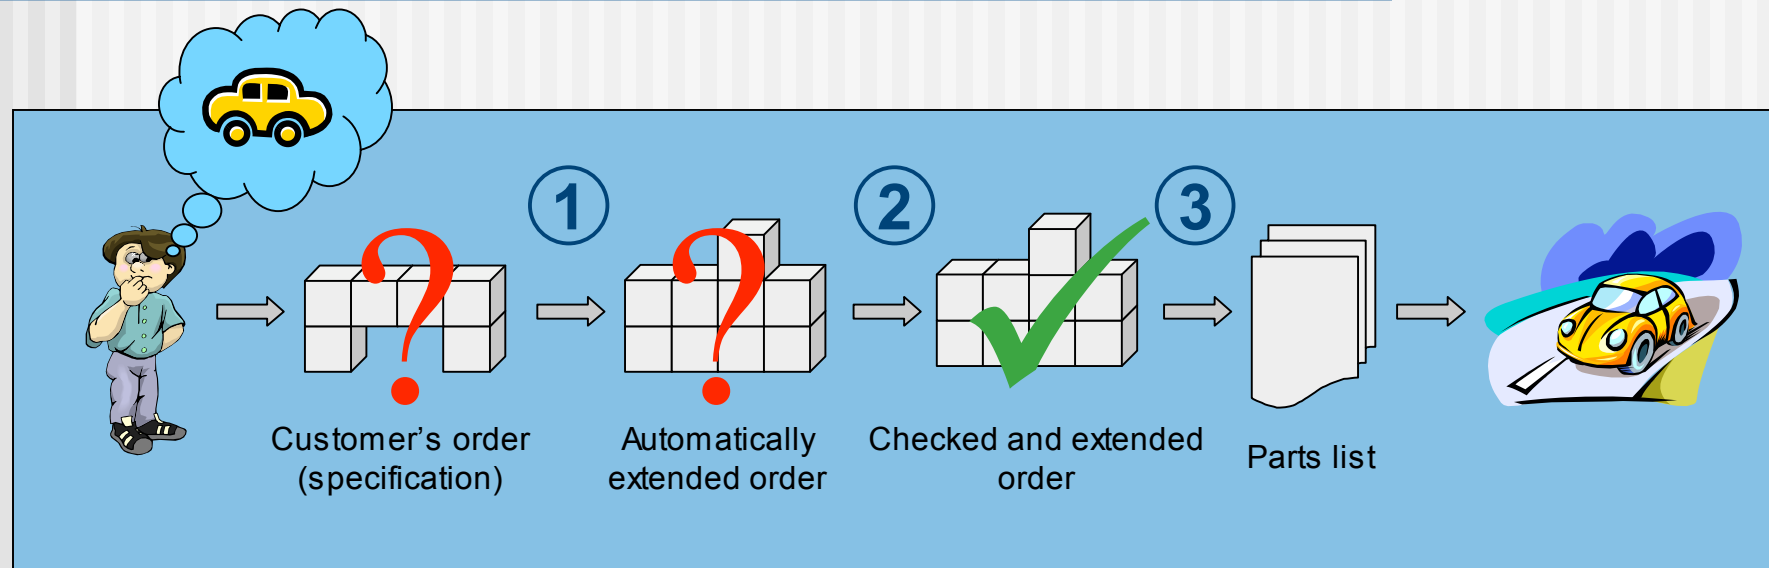 1
2
3
Customer's order
(specification)
Automatically
extended order
Checked and extended
order
Parts list